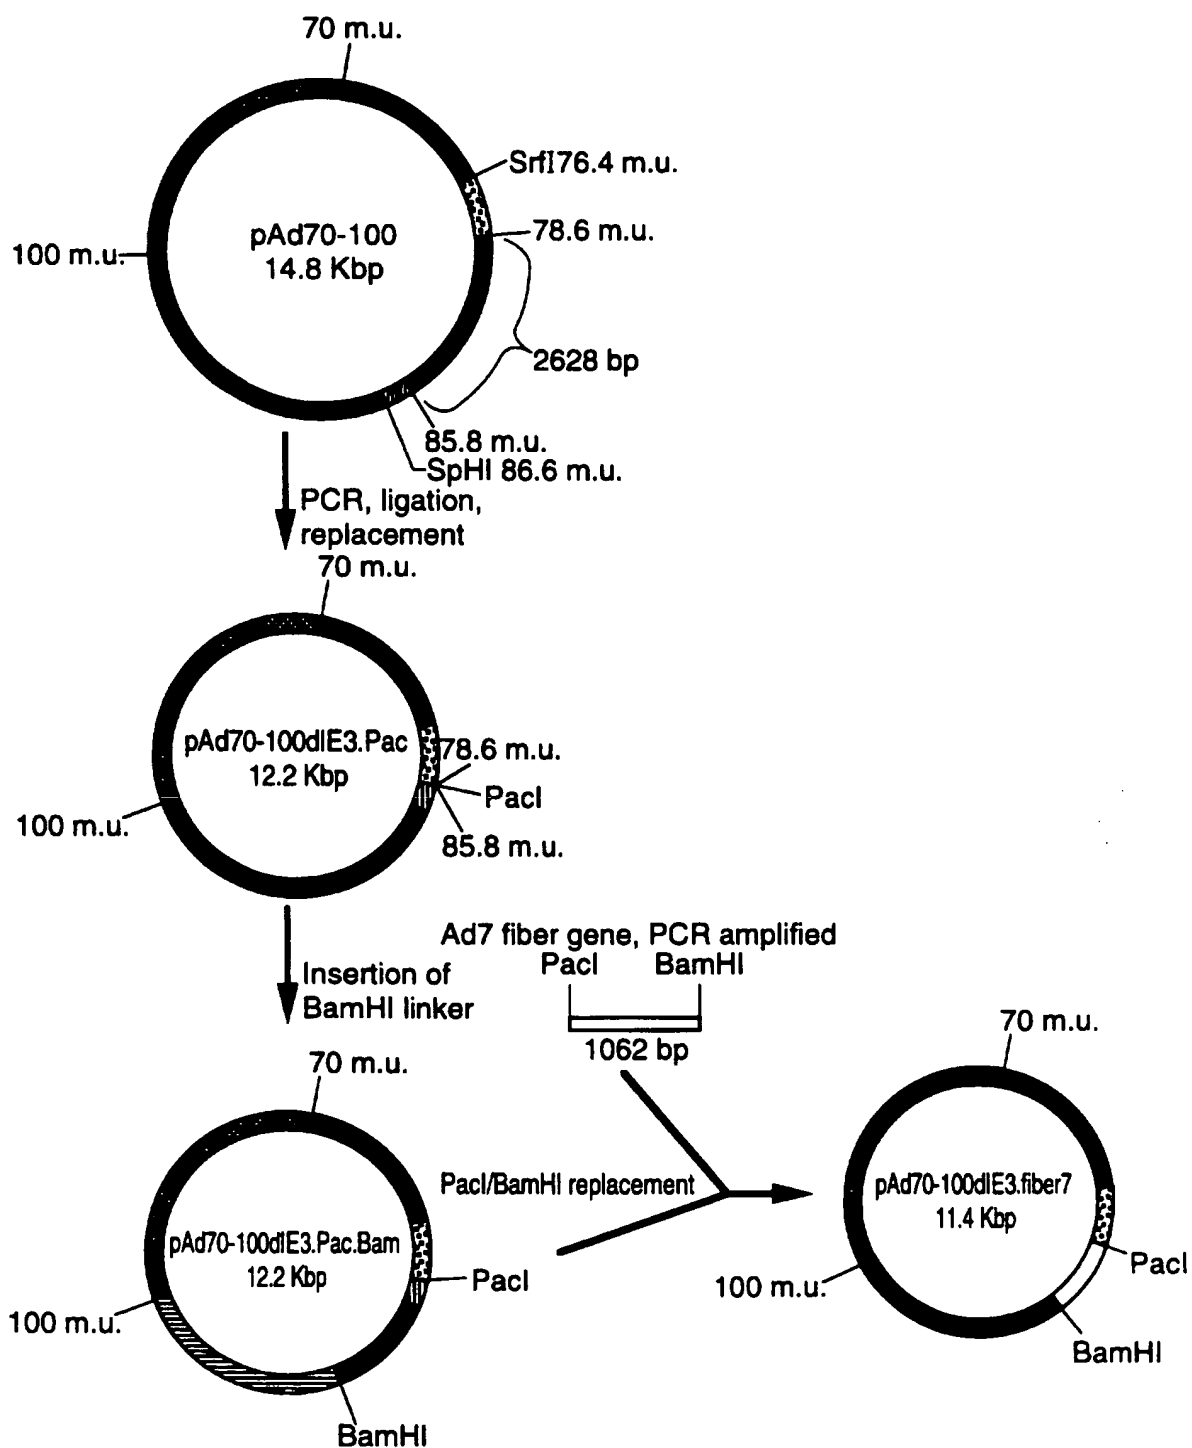 70 m.u.
SrfI76.4 m.u.
78.6 m.u.
pAd70-100
14.8 Kbp
100 m.u.
2628 bp
85.8 m.u.
SpHI 86.6 m.u.
PCR, ligation,
replacement
70 m.u.
pAd70-100dlE3.Pac
12.2 Kbp
78.6 m.u.
PacI
100 m.u.
85.8 m.u.
Insertion of
BamHI linker
Ad7 fiber gene, PCR amplified
PacI BamHI
1062 bp
70 m.u.
70 m.u.
PacI/BamHI replacement
pAd70-100dlE3.Pac.Bam
12.2 Kbp
PacI
100 m.u.
BamHI
pAd70-100dlE3.fiber7
11.4 Kbp
PacI
100 m.u.
BamHI